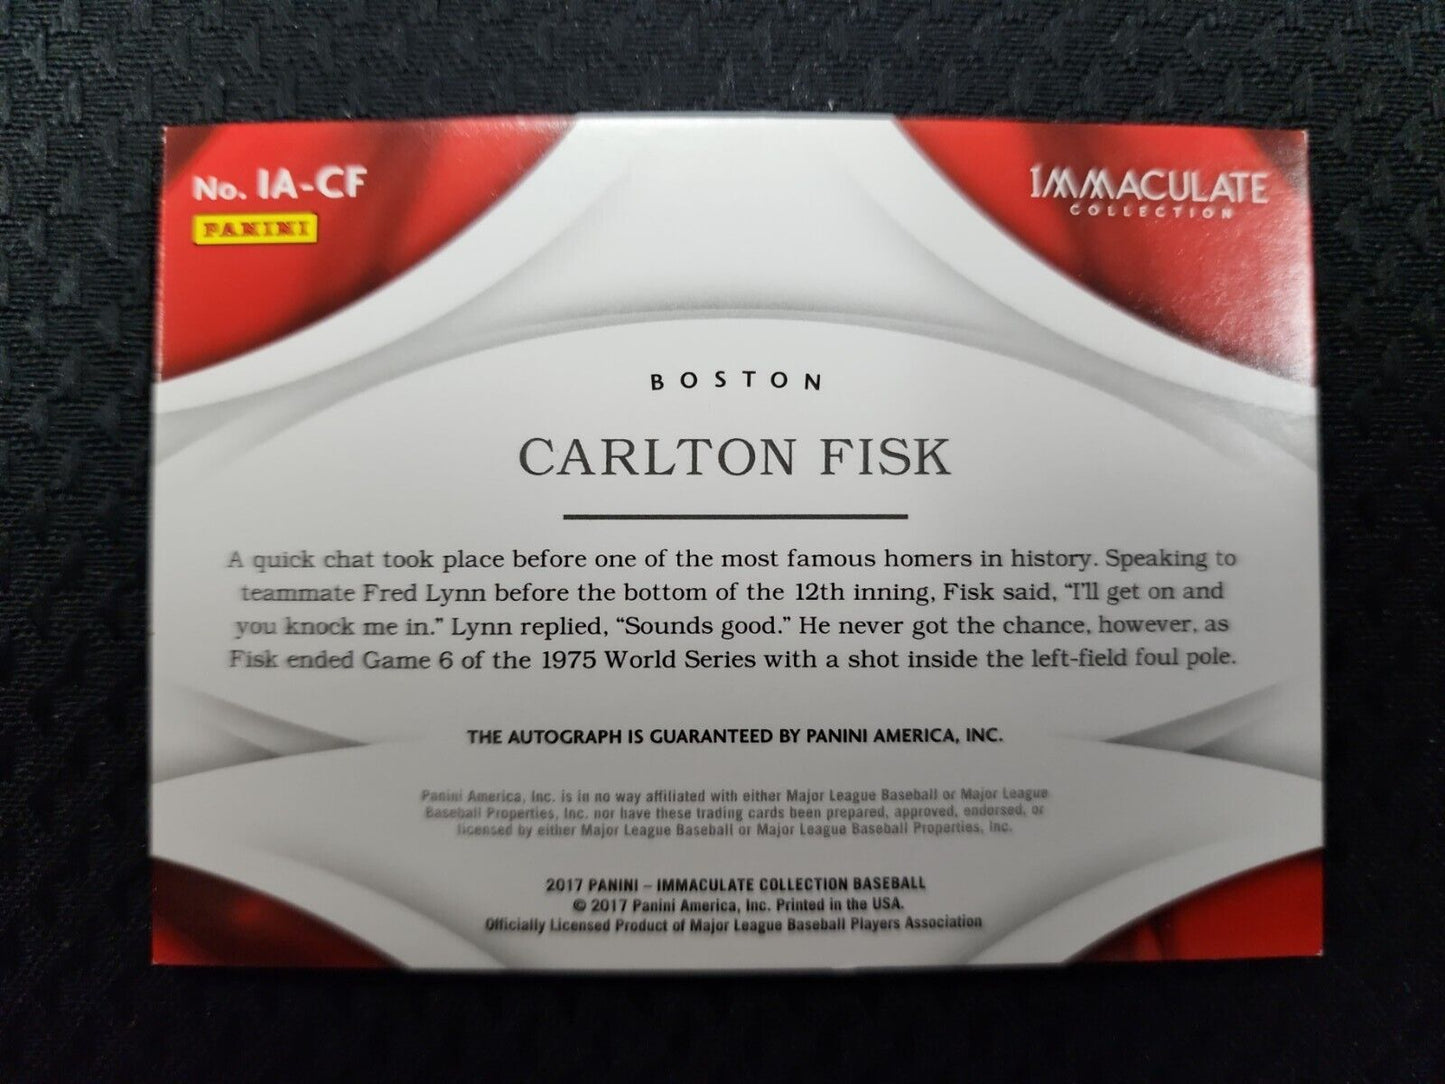 No. IA-CF
PANINI
IMMACULATE
COLLECTION
BOSTON
CARLTON FISK
A quick chat took place before one of the most famous homers in history. Speaking to
teammate Fred Lynn before the bottom of the 12th inning, Fisk said, “I'll get on and
you knock me in.” Lynn replied, “Sounds good.” He never got the chance, however, as
Fisk ended Game 6 of the 1975 World Series with a shot inside the left-field foul pole.
THE AUTOGRAPH IS GUARANTEED BY PANINI AMERICA, INC.
Panini America, Inc. is in no way affiliated with either Major League Baseball or Major League
Baseball Properties, Inc. nor have these trading cards been prepared, approved, endorsed, or
licensed by either Major League Baseball or Major League Baseball Properties, Inc.
2017 PANINI – IMMACULATE COLLECTION BASEBALL
© 2017 Panini America, Inc. Printed in the USA.
Officially Licensed Product of Major League Baseball Players Association